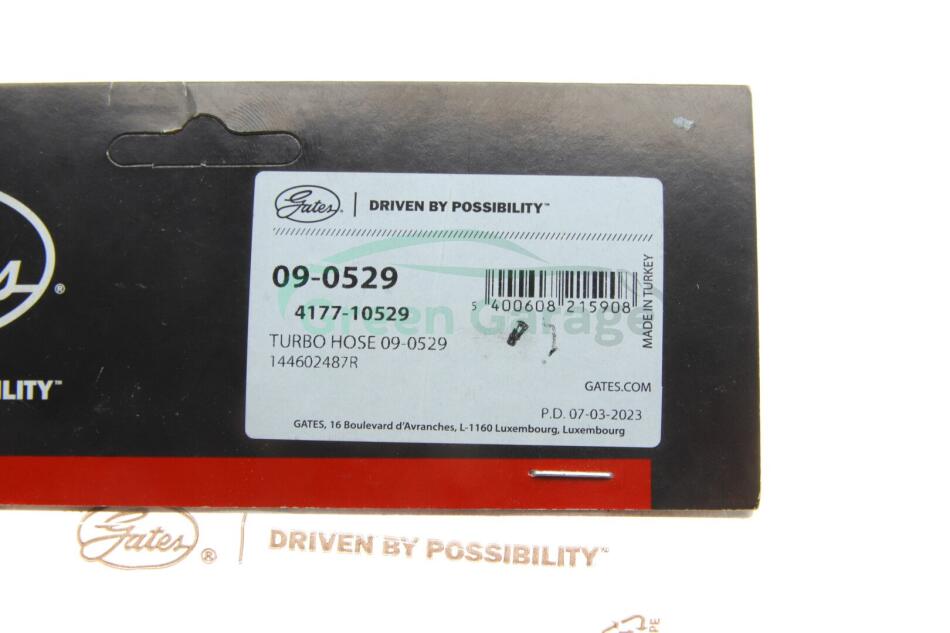 Gates® | DRIVEN BY POSSIBILITY™
09-0529
4177-10529
TURBO HOSE 09-0529
144602487R
5 400608 215908
MADE IN TURKEY
Green Garage
GATES.COM
P.D. 07-03-2023
GATES, 16 Boulevard d'Avranches, L-1160 Luxembourg, Luxembourg
®
ILITY™
Gates® | DRIVEN BY POSSIBILITY™
PE